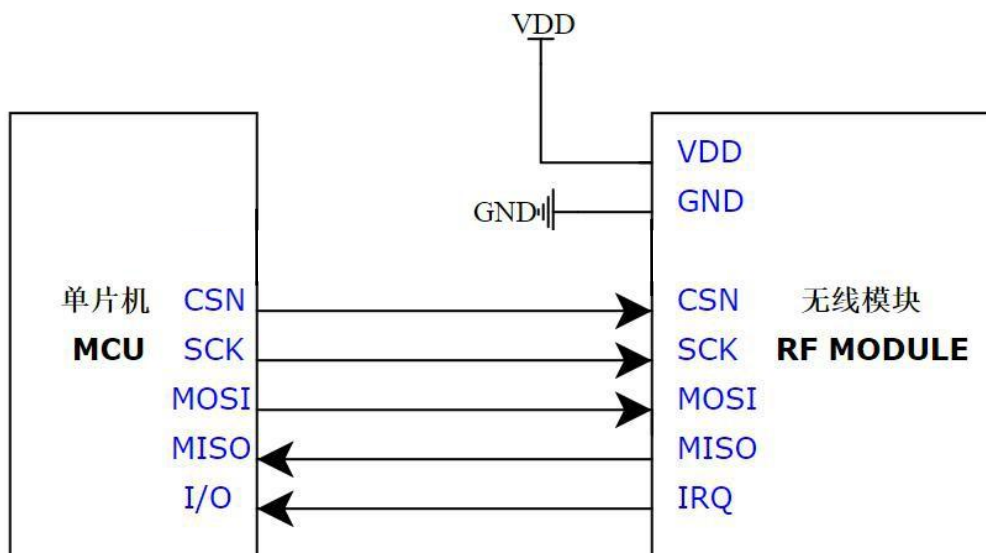 VDD
VDD
GND
GND
单片机
MCU
CSN
SCK
MOSI
MISO
I/O
CSN
SCK
MOSI
MISO
IRQ
无线模块
RF MODULE